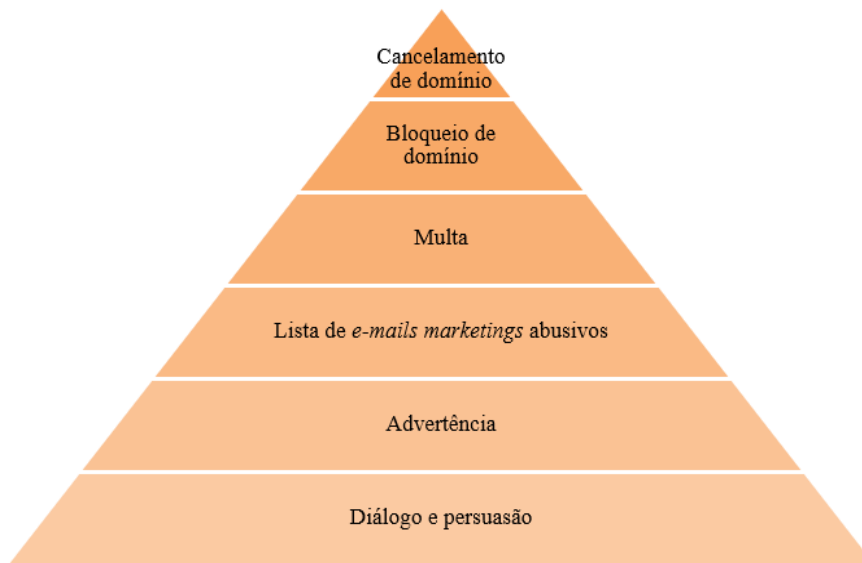 Cancelamento
de domínio
Bloqueio de
domínio
Multa
Lista de e-mails marketings abusivos
Advertência
Diálogo e persuasão